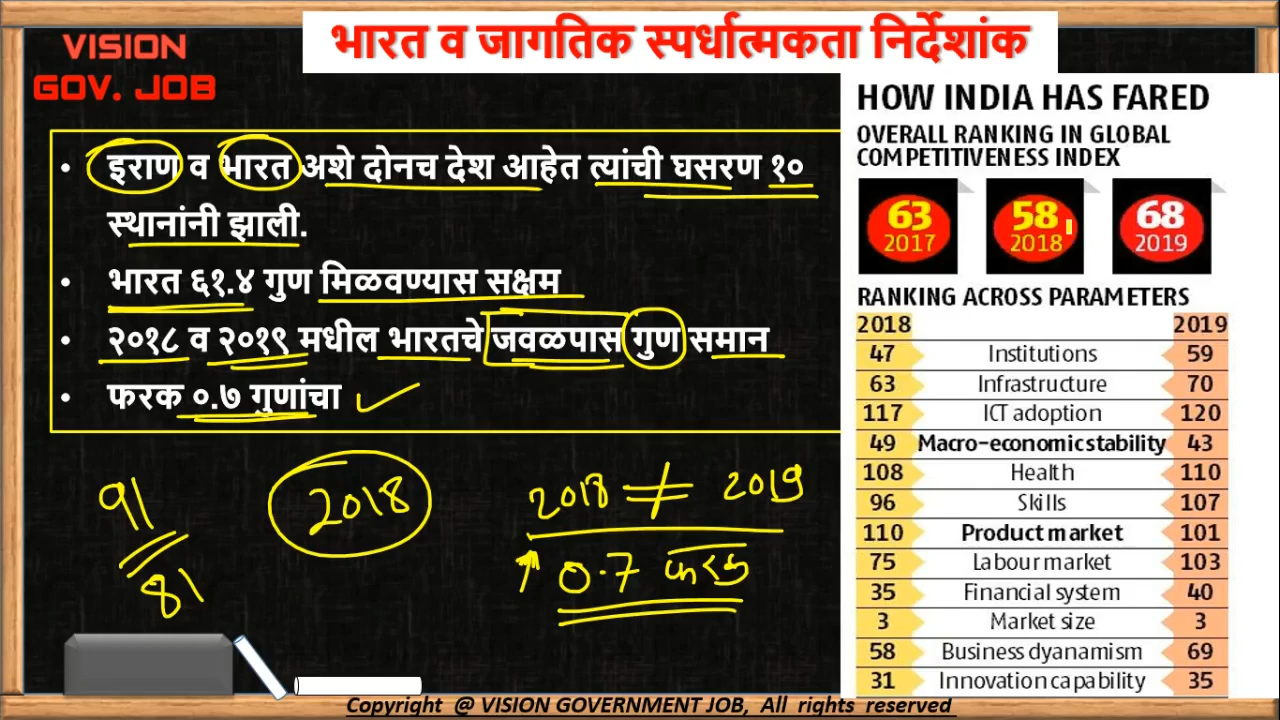 VISION
GOV. JOB
भारत व जागतिक स्पर्धात्मकता निर्देशांक
• इराण व भारत अशे दोनच देश आहेत त्यांची घसरण १०
स्थानांनी झाली.
• भारत ६१.४ गुण मिळवण्यास सक्षम
• २०१८ व २०१९ मधील भारतचे जवळपास गुण समान
• फरक ०.७ गुणांचा
91
81
2018
2018 ≠ 2019
0.7 फरक
HOW INDIA HAS FARED
OVERALL RANKING IN GLOBAL
COMPETITIVENESS INDEX
63 58 68
2017 2018 2019
RANKING ACROSS PARAMETERS
2018 2019
47 Institutions 59
63 Infrastructure 70
117 ICT adoption 120
49 Macro-economic stability 43
108 Health 110
96 Skills 107
110 Product market 101
75 Labour market 103
35 Financial system 40
3 Market size 3
58 Business dyanamism 69
31 Innovation capability 35
Copyright @ VISION GOVERNMENT JOB, All rights reserved